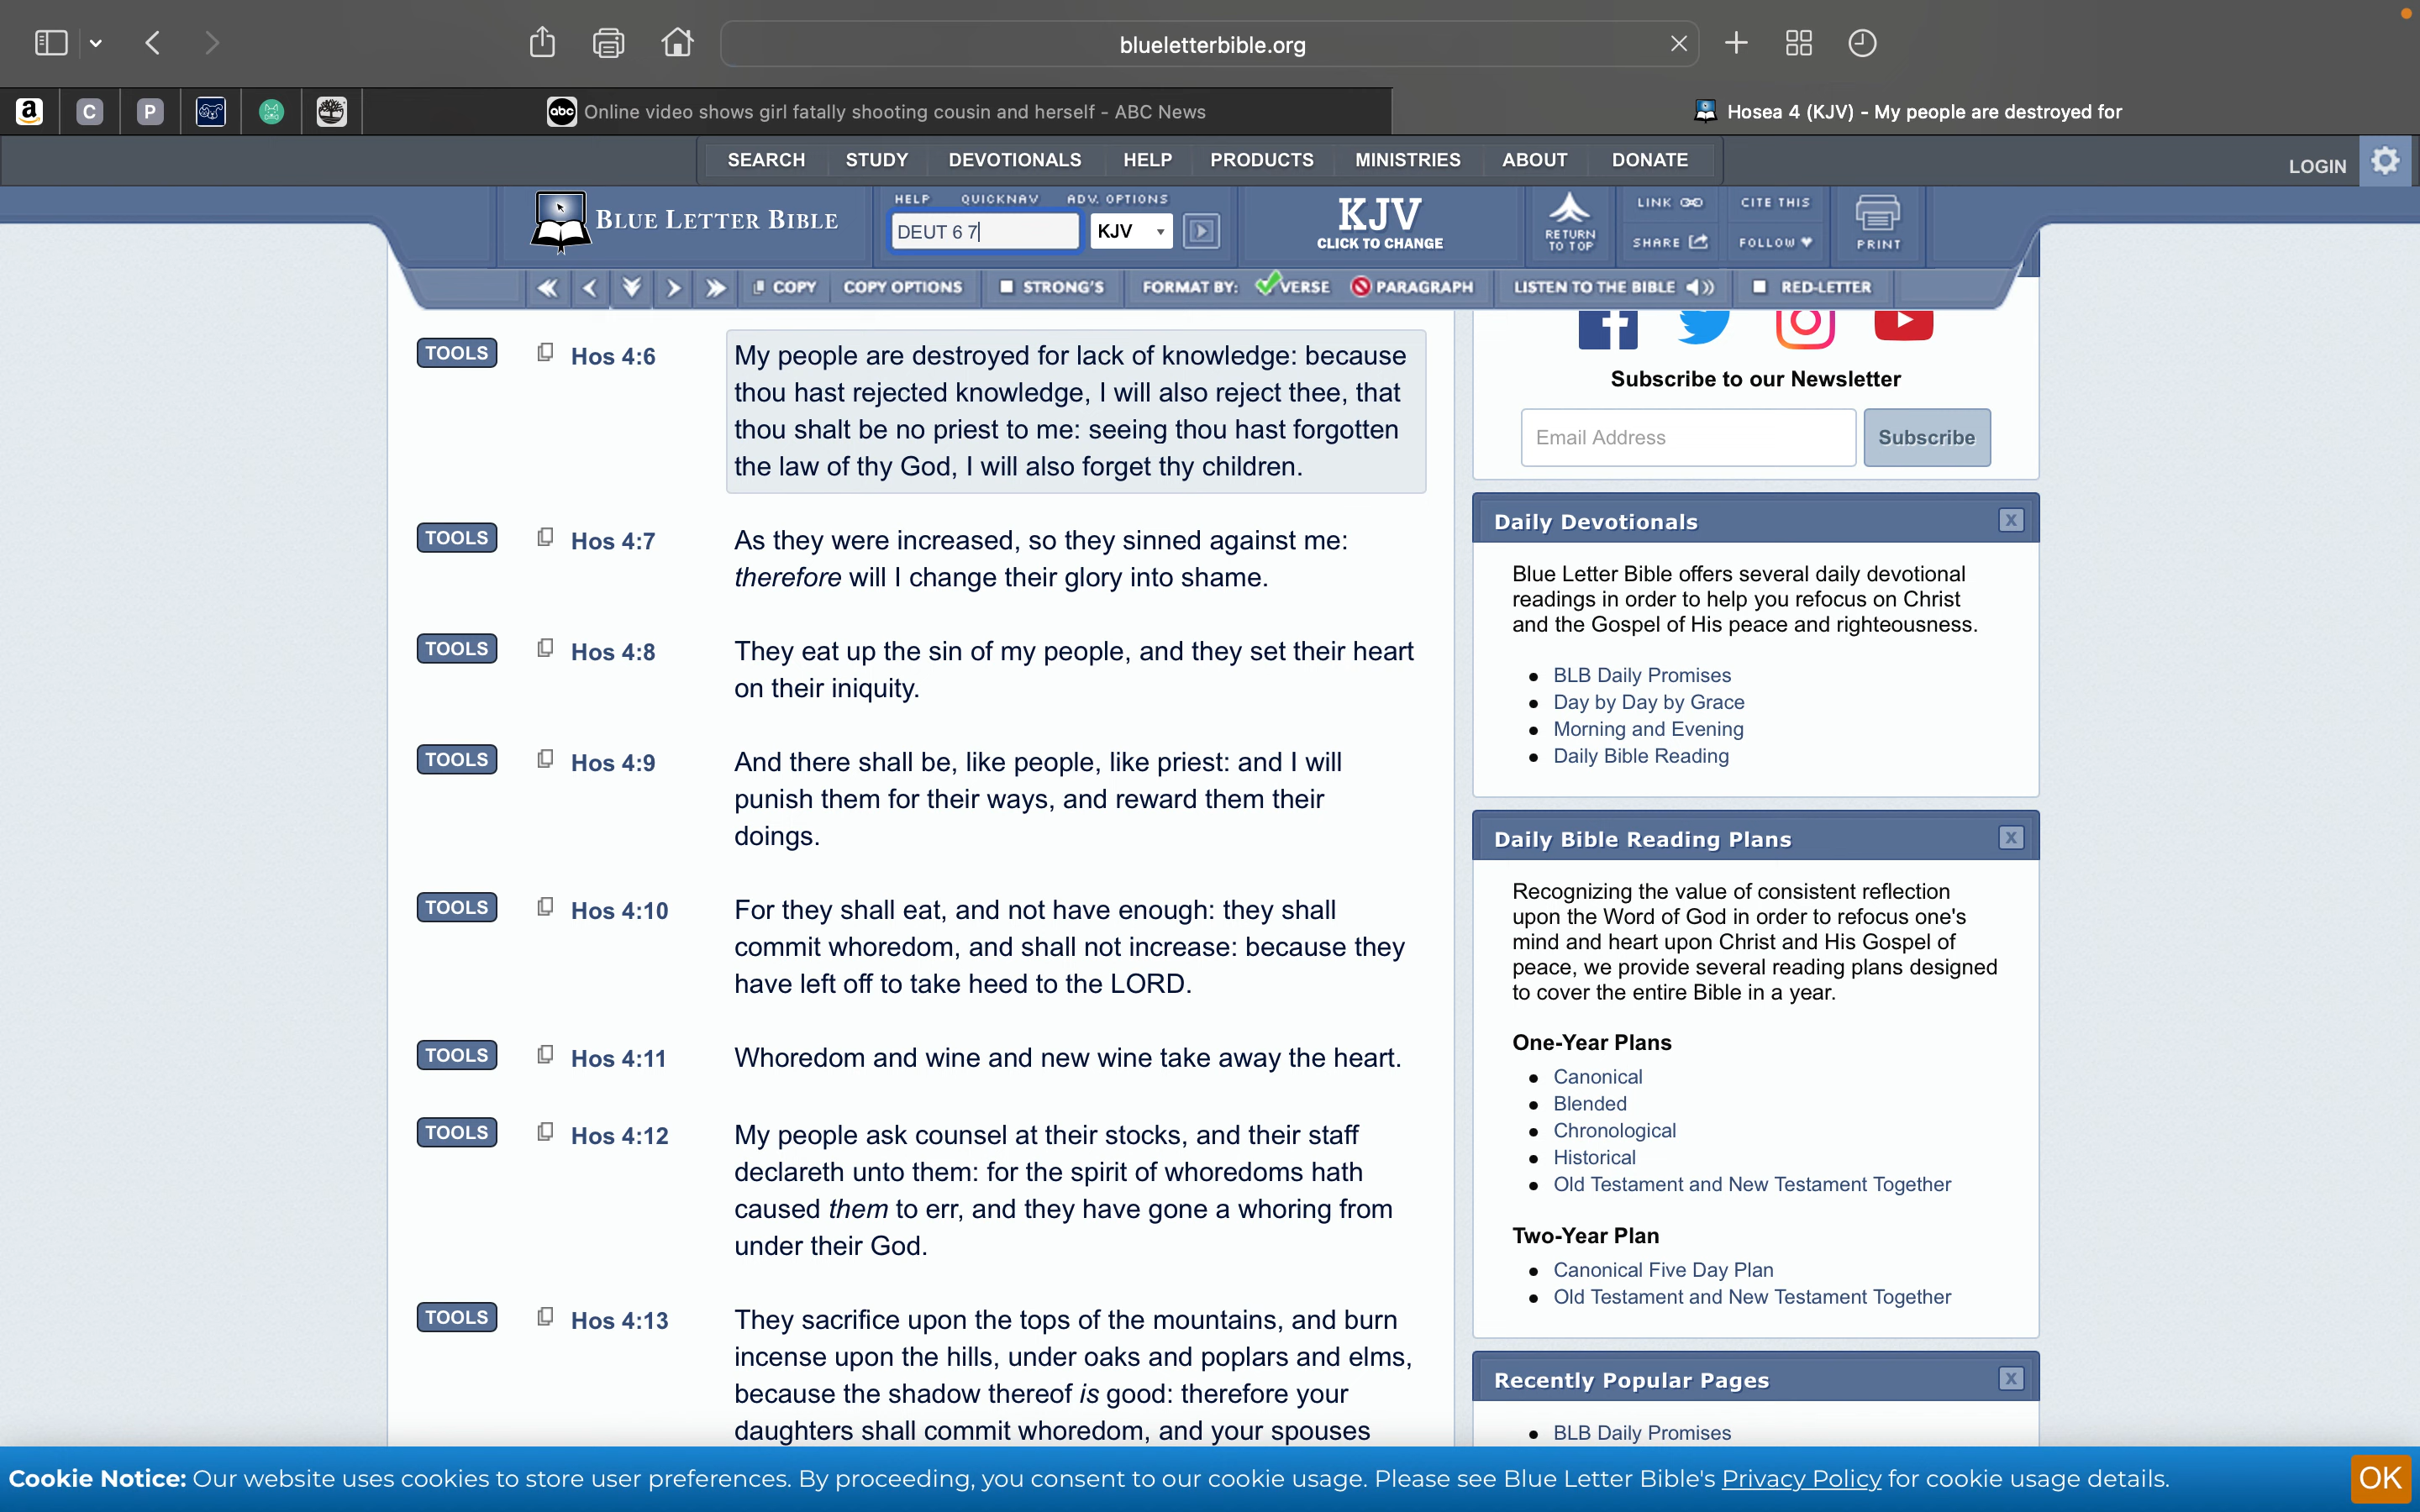 blueletterbible.org
a C P abc Online video shows girl fatally shooting cousin and herself - ABC News Hosea 4 (KJV) - My people are destroyed for
SEARCH STUDY DEVOTIONALS HELP PRODUCTS MINISTRIES ABOUT DONATE LOGIN
BLUE LETTER BIBLE
HELP QUICKNAV ADV. OPTIONS
DEUT 6 7 KJV
KJV
CLICK TO CHANGE
RETURN
TO TOP
LINK CITE THIS
SHARE FOLLOW
PRINT
COPY COPY OPTIONS STRONG'S FORMAT BY: VERSE PARAGRAPH LISTEN TO THE BIBLE RED-LETTER
TOOLS Hos 4:6 My people are destroyed for lack of knowledge: because
thou hast rejected knowledge, I will also reject thee, that
thou shalt be no priest to me: seeing thou hast forgotten
the law of thy God, I will also forget thy children.
TOOLS Hos 4:7 As they were increased, so they sinned against me:
therefore will I change their glory into shame.
TOOLS Hos 4:8 They eat up the sin of my people, and they set their heart
on their iniquity.
TOOLS Hos 4:9 And there shall be, like people, like priest: and I will
punish them for their ways, and reward them their
doings.
TOOLS Hos 4:10 For they shall eat, and not have enough: they shall
commit whoredom, and shall not increase: because they
have left off to take heed to the LORD.
TOOLS Hos 4:11 Whoredom and wine and new wine take away the heart.
TOOLS Hos 4:12 My people ask counsel at their stocks, and their staff
declareth unto them: for the spirit of whoredoms hath
caused them to err, and they have gone a whoring from
under their God.
TOOLS Hos 4:13 They sacrifice upon the tops of the mountains, and burn
incense upon the hills, under oaks and poplars and elms,
because the shadow thereof is good: therefore your
daughters shall commit whoredom, and your spouses
Subscribe to our Newsletter
Email Address Subscribe
Daily Devotionals X
Blue Letter Bible offers several daily devotional
readings in order to help you refocus on Christ
and the Gospel of His peace and righteousness.
BLB Daily Promises
Day by Day by Grace
Morning and Evening
Daily Bible Reading
Daily Bible Reading Plans X
Recognizing the value of consistent reflection
upon the Word of God in order to refocus one's
mind and heart upon Christ and His Gospel of
peace, we provide several reading plans designed
to cover the entire Bible in a year.
One-Year Plans
Canonical
Blended
Chronological
Historical
Old Testament and New Testament Together
Two-Year Plan
Canonical Five Day Plan
Old Testament and New Testament Together
Recently Popular Pages X
BLB Daily Promises
Cookie Notice: Our website uses cookies to store user preferences. By proceeding, you consent to our cookie usage. Please see Blue Letter Bible's Privacy Policy for cookie usage details. OK